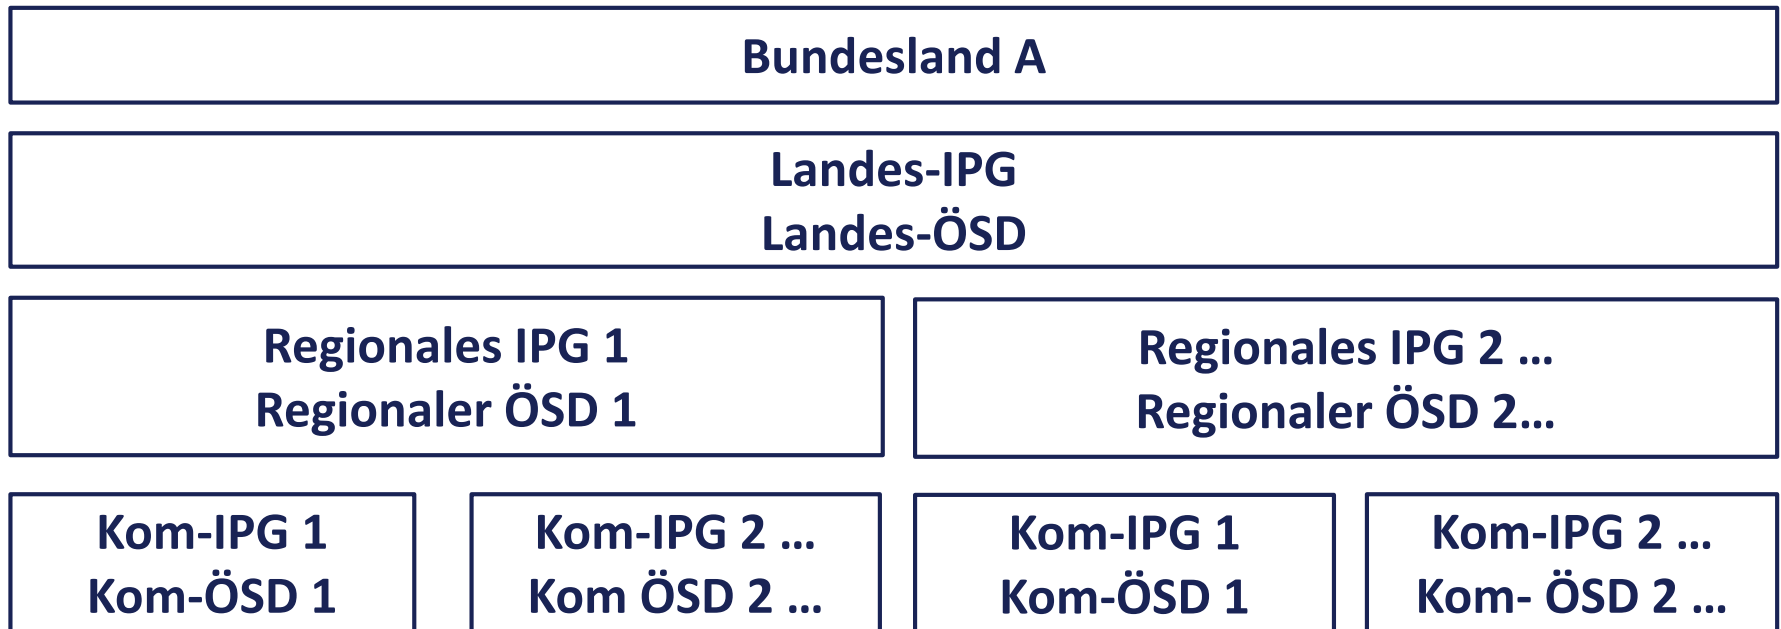 Bundesland A
Landes-IPG
Landes-ÖSD
Regionales IPG 1
Regionaler ÖSD 1
Regionales IPG 2 ...
Regionaler ÖSD 2...
Kom-IPG 1
Kom-ÖSD 1
Kom-IPG 2 ...
Kom ÖSD 2 ...
Kom-IPG 1
Kom-ÖSD 1
Kom-IPG 2 ...
Kom- ÖSD 2 ...